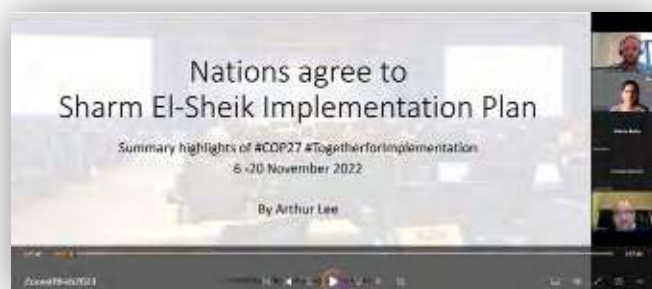 Nations agree to
Sharm El-Sheik Implementation Plan
Summary highlights of #COP27 #TogetherforImplementation
6 -20 November 2022
By Arthur Lee